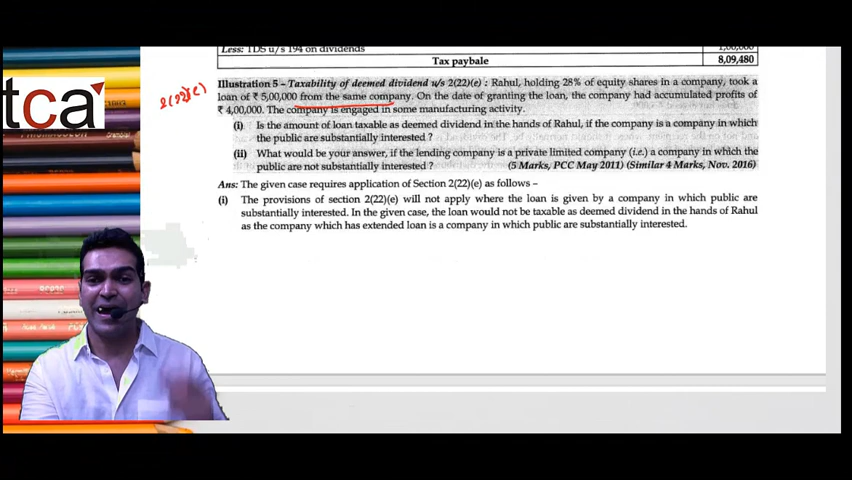 Less: TDS u/s 194 on dividends 1,00,000
Tax paybale 8,09,480
tca
2(22)(e)
Illustration 5 – Taxability of deemed dividend u/s 2(22)(e) : Rahul, holding 28% of equity shares in a company, took a
loan of ₹ 5,00,000 from the same company. On the date of granting the loan, the company had accumulated profits of
₹ 4,00,000. The company is engaged in some manufacturing activity.
(i) Is the amount of loan taxable as deemed dividend in the hands of Rahul, if the company is a company in which
the public are substantially interested ?
(ii) What would be your answer, if the lending company is a private limited company (i.e.) a company in which the
public are not substantially interested ? (5 Marks, PCC May 2011) (Similar 4 Marks, Nov. 2016)
Ans: The given case requires application of Section 2(22)(e) as follows –
(i) The provisions of section 2(22)(e) will not apply where the loan is given by a company in which public are
substantially interested. In the given case, the loan would not be taxable as deemed dividend in the hands of Rahul
as the company which has extended loan is a company in which public are substantially interested.